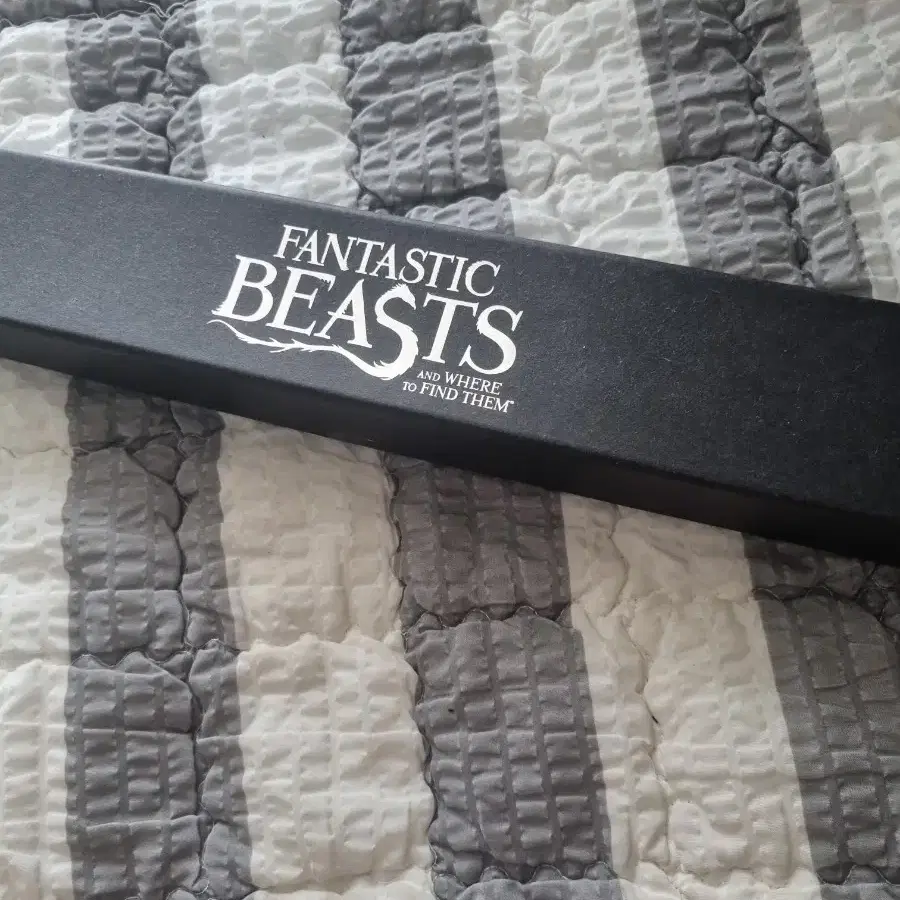 FANTASTIC
BEASTS
AND WHERE
TO FIND THEM™